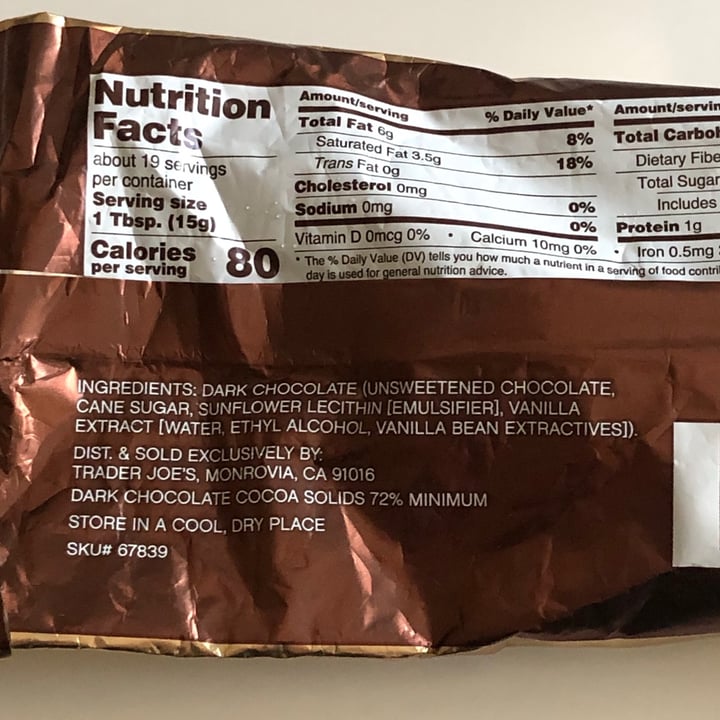 Nutrition
Facts
about 19 servings
per container
Serving size
1 Tbsp. (15g)
Calories
per serving 80
Amount/serving % Daily Value*
Total Fat 6g 8%
Saturated Fat 3.5g 18%
Trans Fat 0g
Cholesterol 0mg 0%
Sodium 0mg 0%
Vitamin D 0mcg 0% • Calcium 10mg 0% • Iron 0.5mg
* The % Daily Value (DV) tells you how much a nutrient in a serving of food contri
day is used for general nutrition advice.
Amount/servin
Total Carbo
Dietary Fibe
Total Sugar
Includes
Protein 1g
INGREDIENTS: DARK CHOCOLATE (UNSWEETENED CHOCOLATE,
CANE SUGAR, SUNFLOWER LECITHIN [EMULSIFIER], VANILLA
EXTRACT [WATER, ETHYL ALCOHOL, VANILLA BEAN EXTRACTIVES]).
DIST. & SOLD EXCLUSIVELY BY:
TRADER JOE'S, MONROVIA, CA 91016
DARK CHOCOLATE COCOA SOLIDS 72% MINIMUM
STORE IN A COOL, DRY PLACE
SKU# 67839